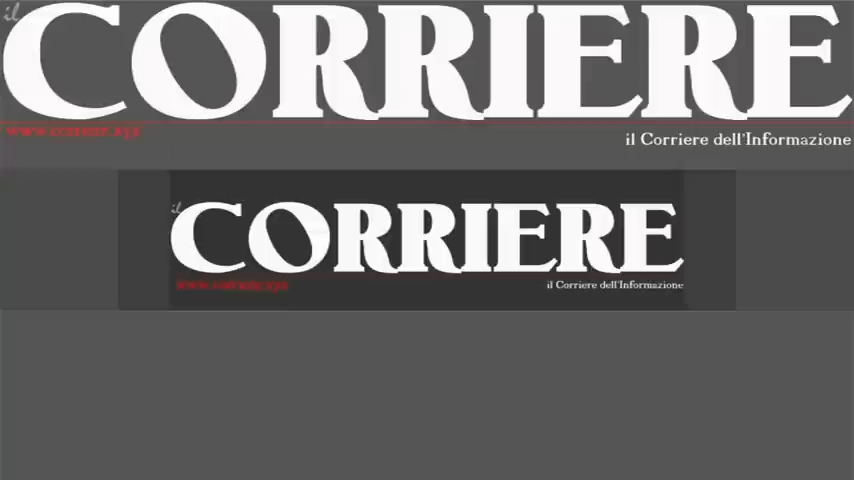 il
CORRIERE
il Corriere dell'Informazione
il
CORRIERE
il Corriere dell'Informazione